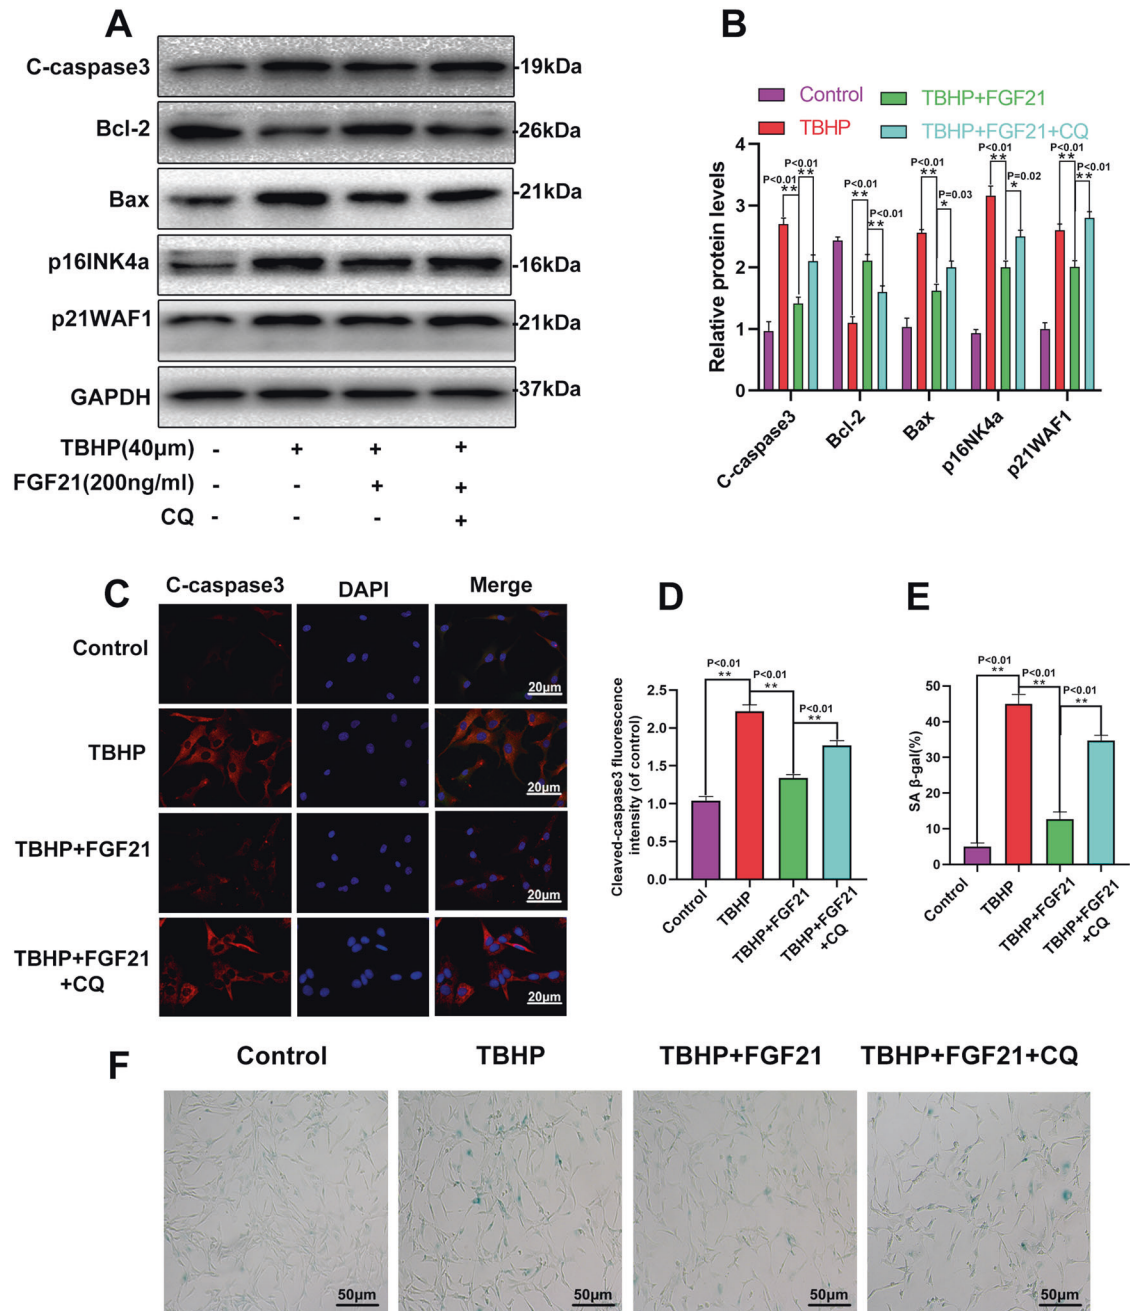 A
C-caspase3
-19kDa
Bcl-2
-26kDa
Bax
-21kDa
p16INK4a
-16kDa
p21WAF1
-21kDa
GAPDH
-37kDa
TBHP(40μm) - + + +
FGF21(200ng/ml) - - + +
CQ - - - +
B
Control
TBHP+FGF21
TBHP
TBHP+FGF21+CQ
Relative protein levels
4
3
2
1
0
P<0.01
**
P<0.01
**
P<0.01
**
P<0.01
**
P<0.01
**
P=0.03
*
P<0.01
**
P=0.02
*
P<0.01
**
P<0.01
**
C-caspase3
Bcl-2
Bax
p16NK4a
p21WAF1
C
C-caspase3
DAPI
Merge
Control
20μm
TBHP
20μm
TBHP+FGF21
20μm
TBHP+FGF21
+CQ
20μm
D
Cleaved-caspase3 fluorescence
intensity (of control)
2.5
2.0
1.5
1.0
0.5
0.0
P<0.01
**
P<0.01
**
P<0.01
**
Control
TBHP
TBHP+FGF21
TBHP+FGF21
+CQ
E
SA β-gal(%)
50
40
30
20
10
0
P<0.01
**
P<0.01
**
P<0.01
**
Control
TBHP
TBHP+FGF21
TBHP+FGF21
+CQ
F
Control
TBHP
TBHP+FGF21
TBHP+FGF21+CQ
50μm
50μm
50μm
50μm